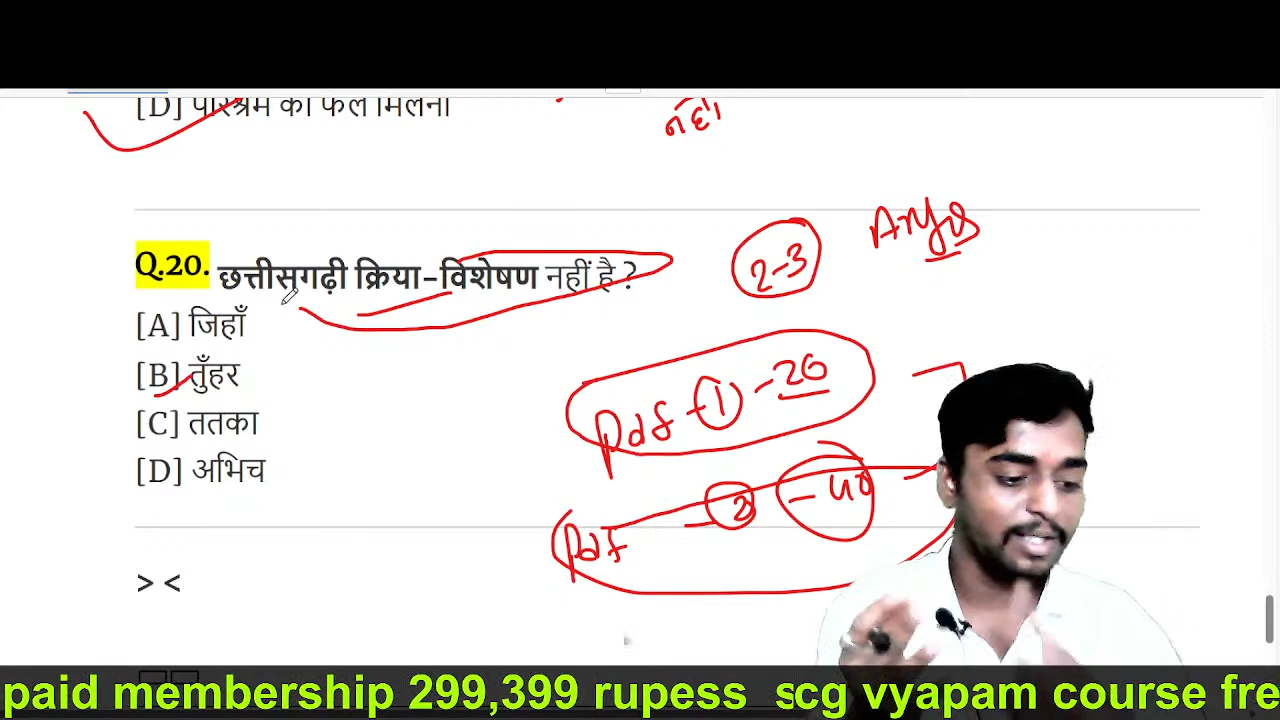 [D] परिश्रम का फल मिलना
नहीं
Q.20. छत्तीसगढ़ी क्रिया-विशेषण नहीं है ?
2-3
[A] जिहाँ
[B] तुँहर
[C] ततका
[D] अभिच
Pdf - 1 - 20
Pdf - 2 - 40
> <
paid membership 299,399 rupess scg vyapam course fre